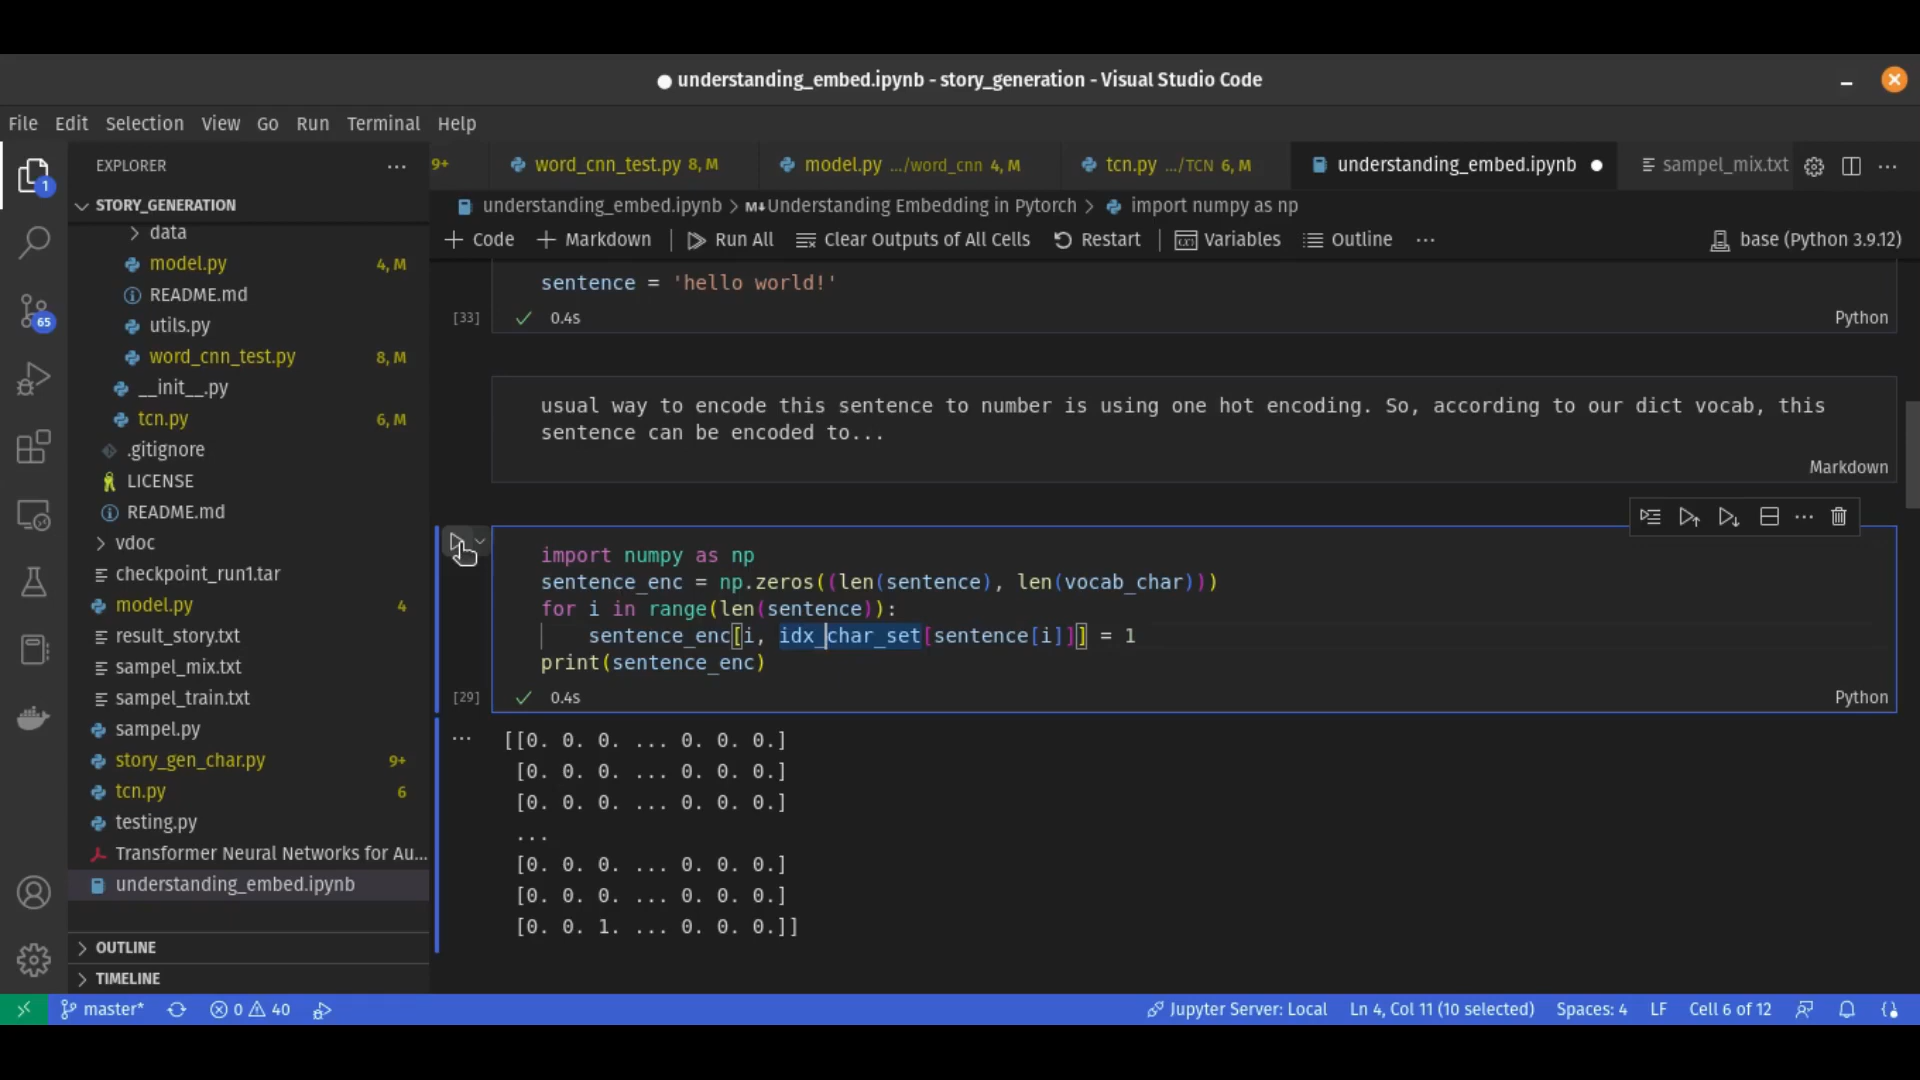 understanding_embed.ipynb - story_generation - Visual Studio Code
File Edit Selection View Go Run Terminal Help
EXPLORER
9+ word_cnn_test.py 8, M model.py .../word_cnn 4, M tcn.py .../TCN 6, M understanding_embed.ipynb sampel_mix.txt
STORY_GENERATION
understanding_embed.ipynb > M↓Understanding Embedding in Pytorch > import numpy as np
Code Markdown Run All Clear Outputs of All Cells Restart Variables Outline ... base (Python 3.9.12)
data
model.py 4, M
README.md
utils.py
word_cnn_test.py 8, M
__init__.py
tcn.py 6, M
.gitignore
LICENSE
README.md
vdoc
checkpoint_run1.tar
model.py 4
result_story.txt
sampel_mix.txt
sampel_train.txt
sampel.py
story_gen_char.py 9+
tcn.py 6
testing.py
Transformer Neural Networks for Au...
understanding_embed.ipynb
OUTLINE
TIMELINE
1
65
sentence = 'hello world!'
[33] 0.4s Python
usual way to encode this sentence to number is using one hot encoding. So, according to our dict vocab, this
sentence can be encoded to...
Markdown
import numpy as np
sentence_enc = np.zeros((len(sentence), len(vocab_char)))
for i in range(len(sentence)):
sentence_enc[i, idx_char_set[sentence[i]]] = 1
print(sentence_enc)
[29] 0.4s Python
[[0. 0. 0. ... 0. 0. 0.]
[0. 0. 0. ... 0. 0. 0.]
[0. 0. 0. ... 0. 0. 0.]
...
[0. 0. 0. ... 0. 0. 0.]
[0. 0. 0. ... 0. 0. 0.]
[0. 0. 1. ... 0. 0. 0.]]
master* 0 40 Jupyter Server: Local Ln 4, Col 11 (10 selected) Spaces: 4 LF Cell 6 of 12